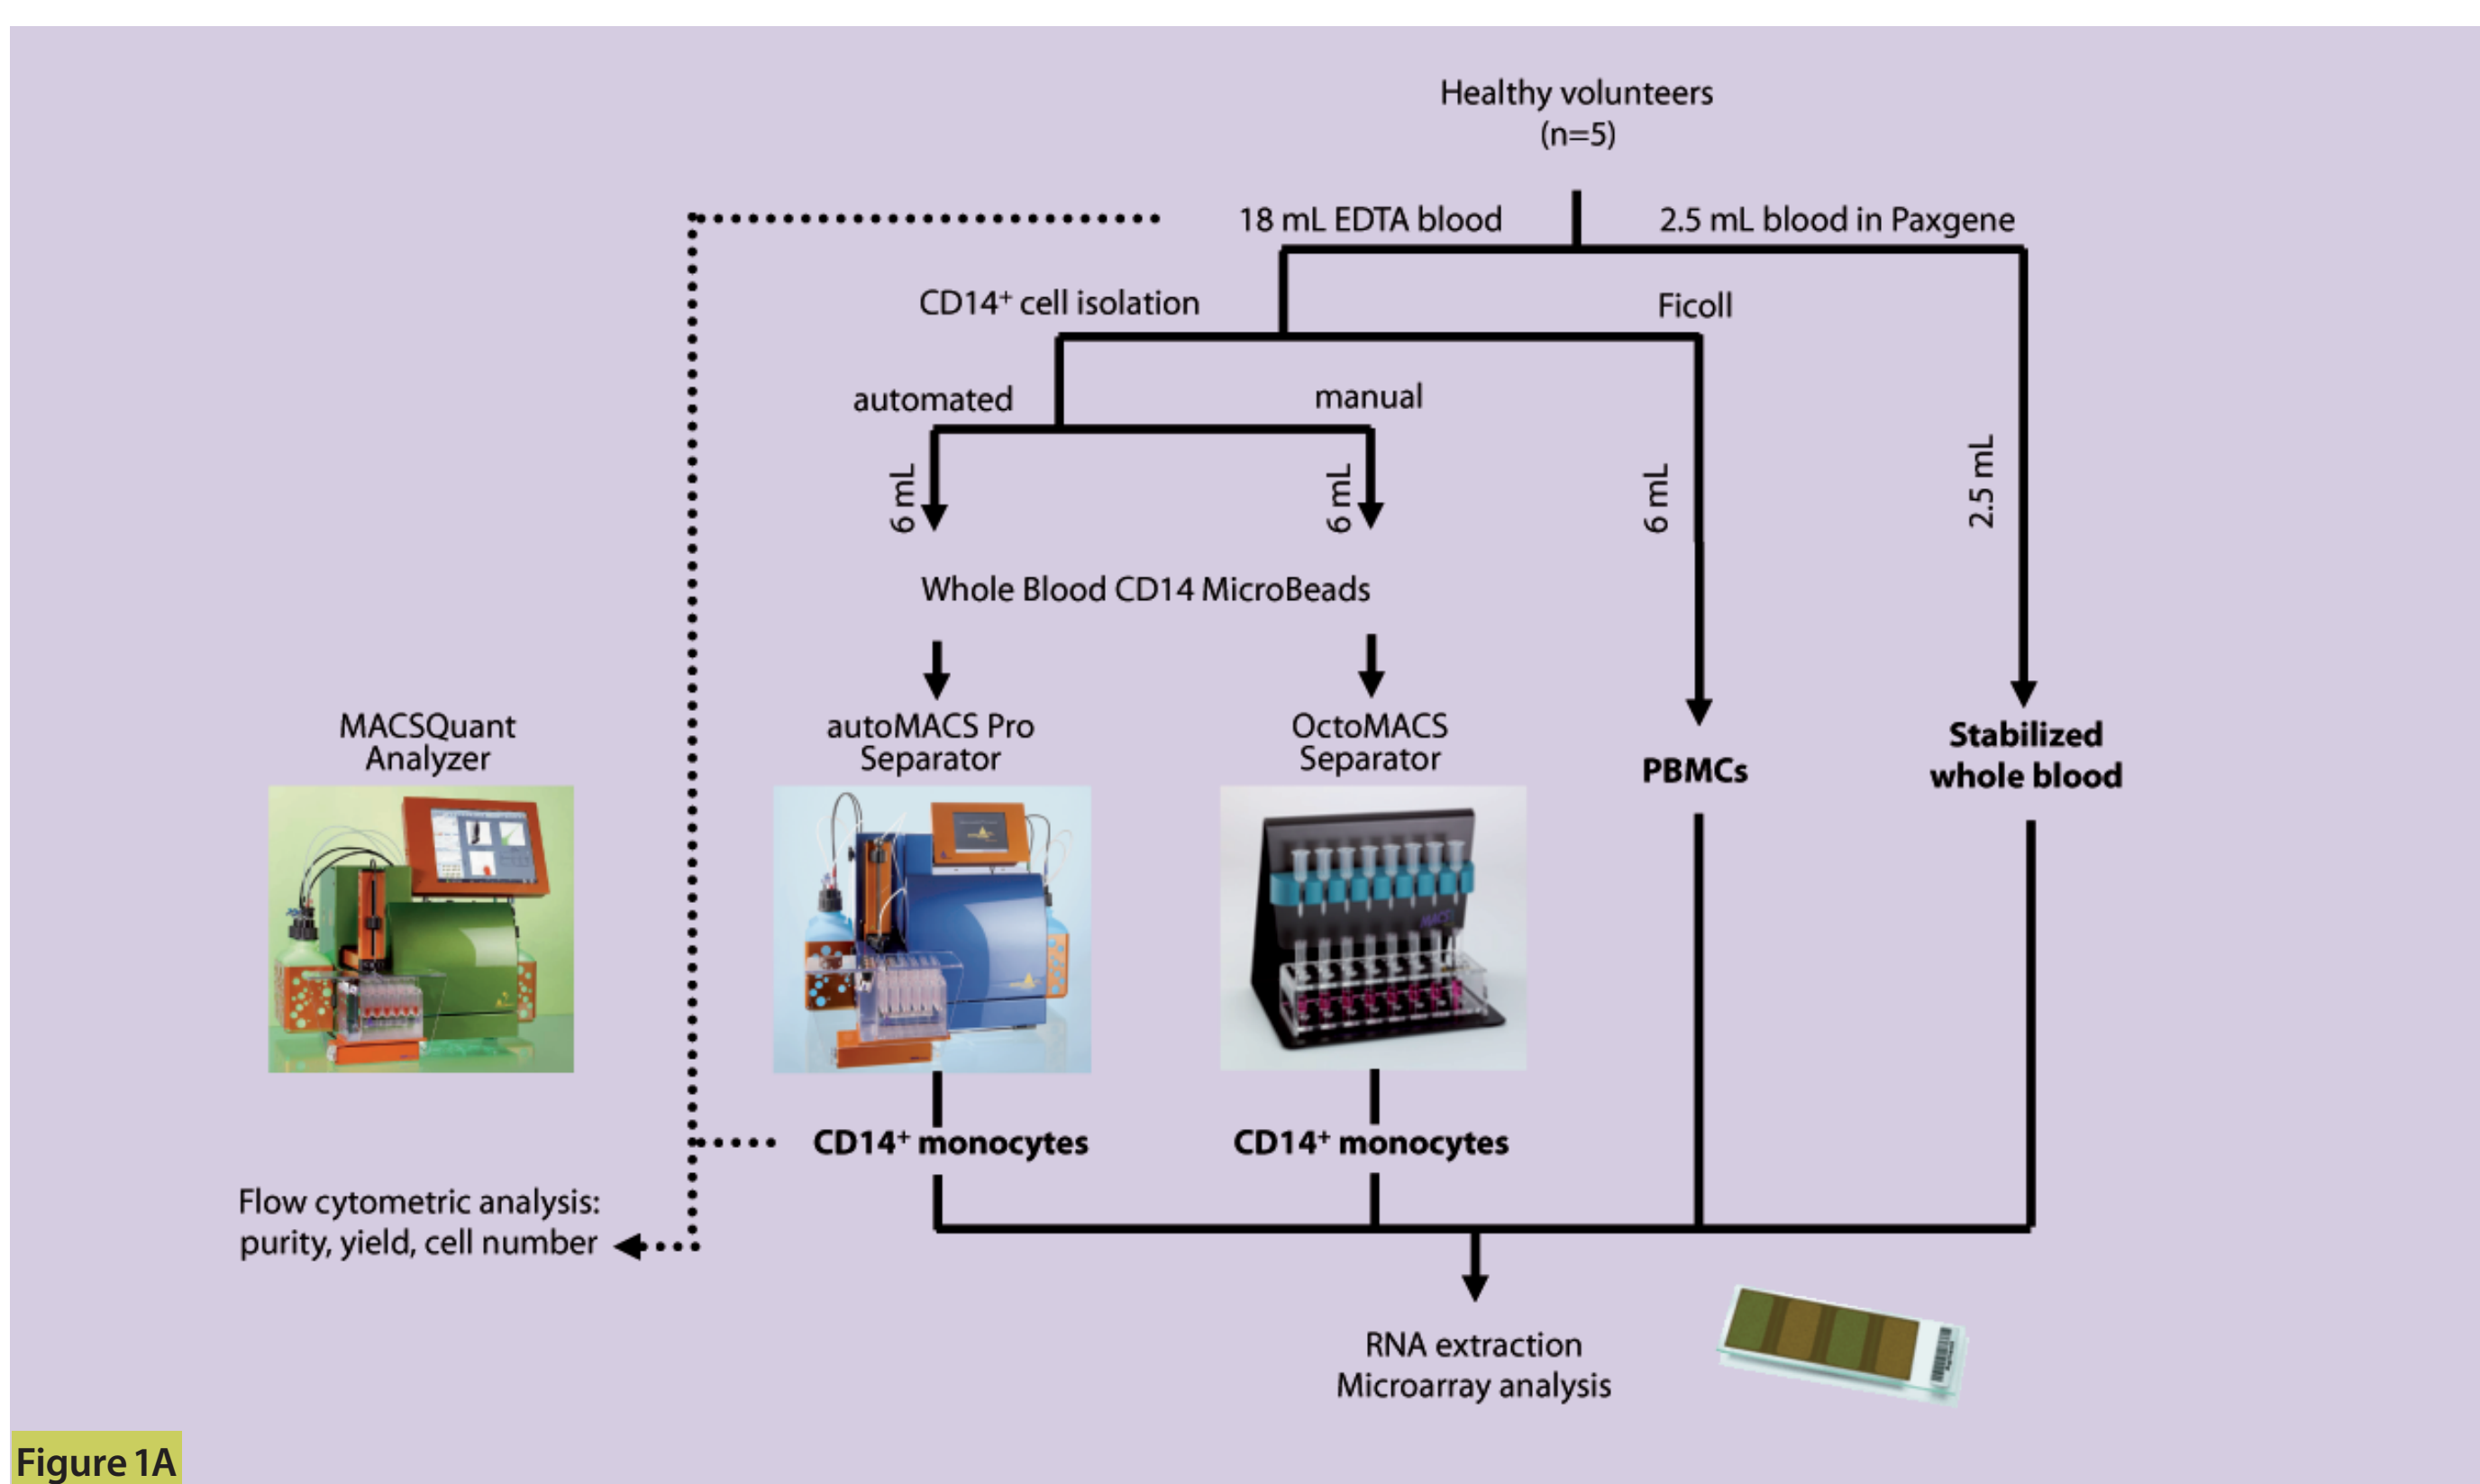 Healthy volunteers
(n=5)
18 mL EDTA blood
2.5 mL blood in Paxgene
CD14⁺ cell isolation
Ficoll
automated
manual
6 mL
6 mL
6 mL
2.5 mL
Whole Blood CD14 MicroBeads
MACSQuant
Analyzer
autoMACS Pro
Separator
OctoMACS
Separator
PBMCs
Stabilized
whole blood
MACS
CD14⁺ monocytes
CD14⁺ monocytes
Flow cytometric analysis:
purity, yield, cell number
RNA extraction
Microarray analysis
Figure 1A